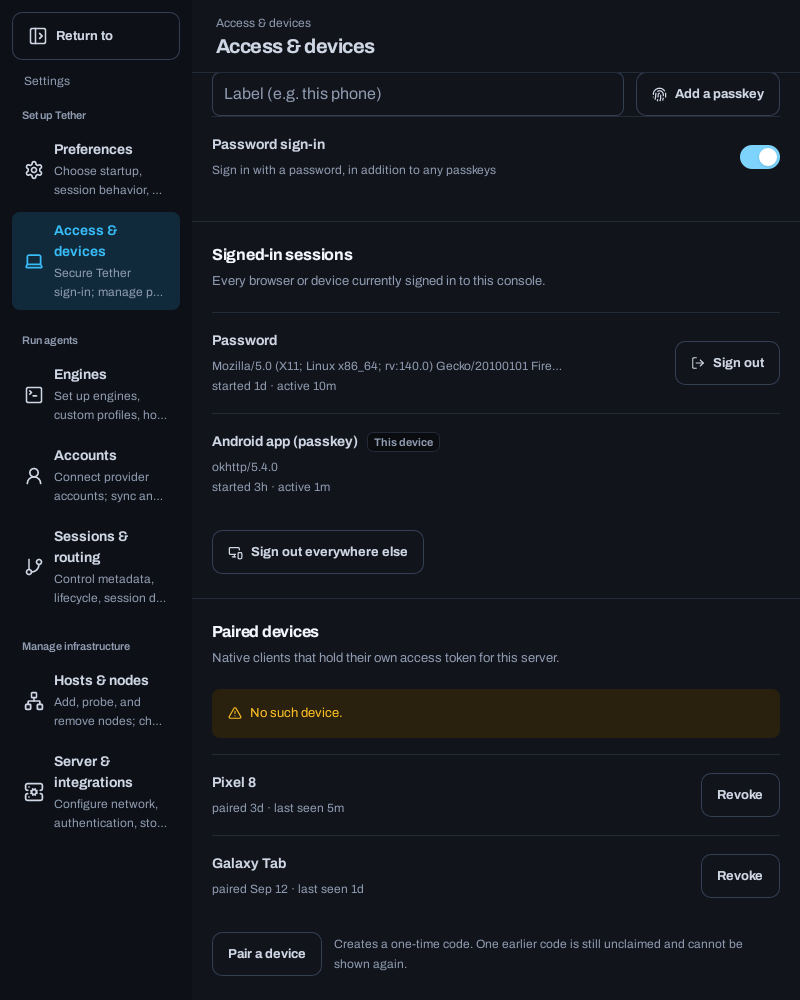 Return to
Settings
Set up Tether
Preferences
Choose startup,
session behavior, ...
Access &
devices
Secure Tether
sign-in; manage p...
Run agents
Engines
Set up engines,
custom profiles, ho...
Accounts
Connect provider
accounts; sync an...
Sessions &
routing
Control metadata,
lifecycle, session d...
Manage infrastructure
Hosts & nodes
Add, probe, and
remove nodes; ch...
Server &
integrations
Configure network,
authentication, sto...
Access & devices
Access & devices
Label (e.g. this phone)
Add a passkey
Password sign-in
Sign in with a password, in addition to any passkeys
Signed-in sessions
Every browser or device currently signed in to this console.
Password
Mozilla/5.0 (X11; Linux x86_64; rv:140.0) Gecko/20100101 Fire...
started 1d · active 10m
Sign out
Android app (passkey) This device
okhttp/5.4.0
started 3h · active 1m
Sign out everywhere else
Paired devices
Native clients that hold their own access token for this server.
No such device.
Pixel 8
paired 3d · last seen 5m
Revoke
Galaxy Tab
paired Sep 12 · last seen 1d
Revoke
Pair a device
Creates a one-time code. One earlier code is still unclaimed and cannot be
shown again.